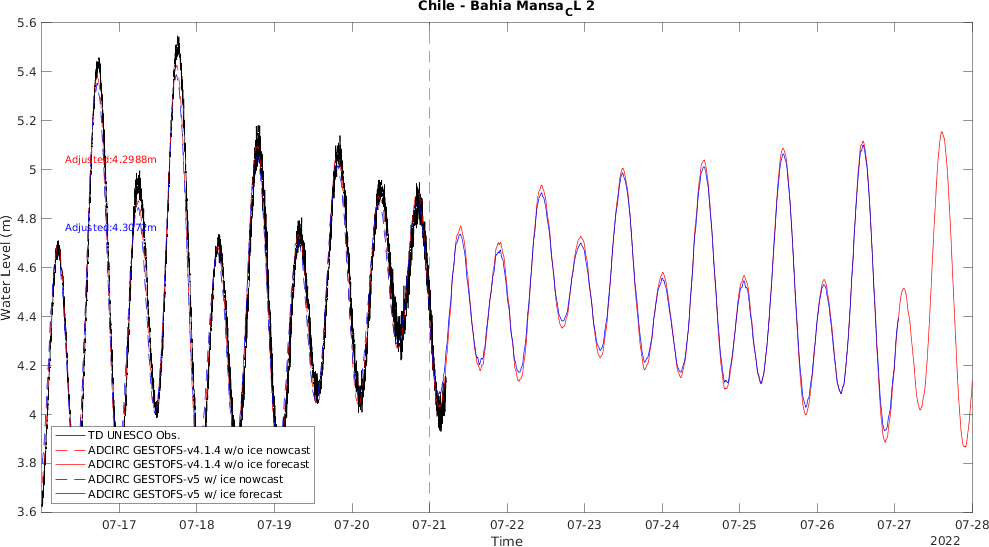 Chile - Bahia Mansa_CL 2
Water Level (m)
5.6
5.4
5.2
5
4.8
4.6
4.4
4.2
4
3.8
3.6
Adjusted:4.2988m
Adjusted:4.3072m
TD UNESCO Obs.
ADCIRC GESTOFS-v4.1.4 w/o ice nowcast
ADCIRC GESTOFS-v4.1.4 w/o ice forecast
ADCIRC GESTOFS-v5 w/ ice nowcast
ADCIRC GESTOFS-v5 w/ ice forecast
07-17 07-18 07-19 07-20 07-21 07-22 07-23 07-24 07-25 07-26 07-27 07-28
Time
2022